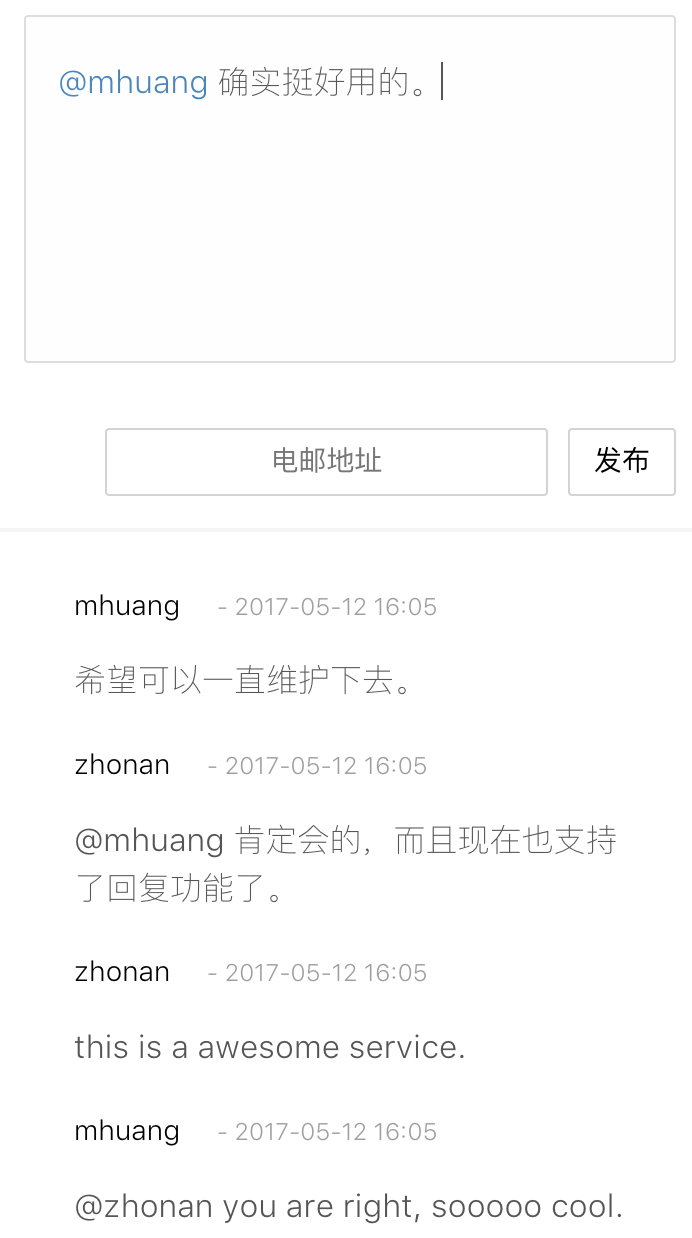 @mhuang 确实挺好用的。
电邮地址 发布
mhuang - 2017-05-12 16:05
希望可以一直维护下去。
zhonan - 2017-05-12 16:05
@mhuang 肯定会的，而且现在也支持
了回复功能了。
zhonan - 2017-05-12 16:05
this is a awesome service.
mhuang - 2017-05-12 16:05
@zhonan you are right, sooooo cool.